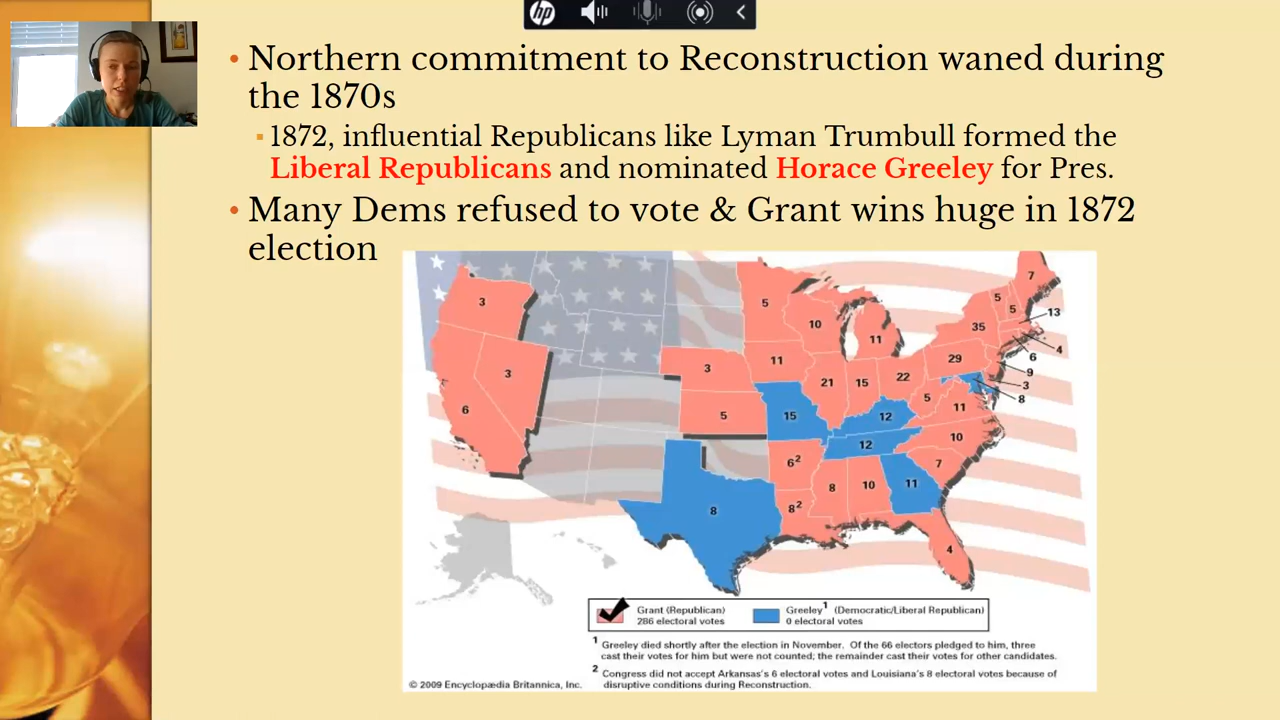 hp
• Northern commitment to Reconstruction waned during
the 1870s
▪ 1872, influential Republicans like Lyman Trumbull formed the
Liberal Republicans and nominated Horace Greeley for Pres.
• Many Dems refused to vote & Grant wins huge in 1872
election
7
3
5
5
5
13
10
35
11
4
29
6
11
3
9
3
22
3
21
15
8
5
6
5
15
12
11
12
10
6²
7
8
10
11
8²
8
4
Grant (Republican)
286 electoral votes
Greeley¹ (Democratic/Liberal Republican)
0 electoral votes
¹ Greeley died shortly after the election in November. Of the 66 electors pledged to him, three
cast their votes for him but were not counted; the remainder cast their votes for other candidates.
² Congress did not accept Arkansas's 6 electoral votes and Louisiana's 8 electoral votes because of
disruptive conditions during Reconstruction.
© 2009 Encyclopædia Britannica, Inc.